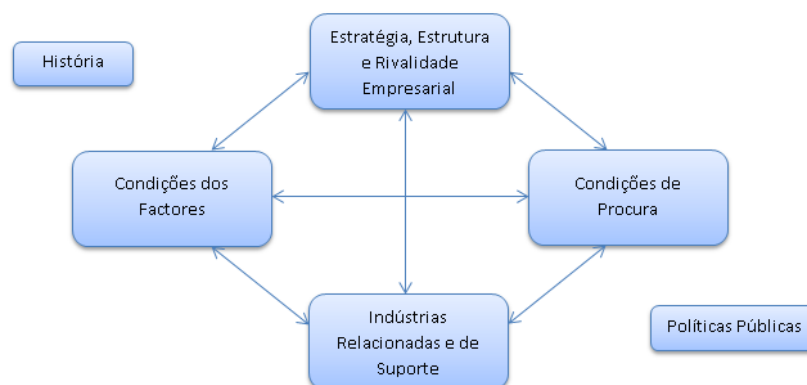 Estratégia, Estrutura
e Rivalidade
Empresarial
História
Condições dos
Factores
Condições de
Procura
Indústrias
Relacionadas e de
Suporte
Políticas Públicas